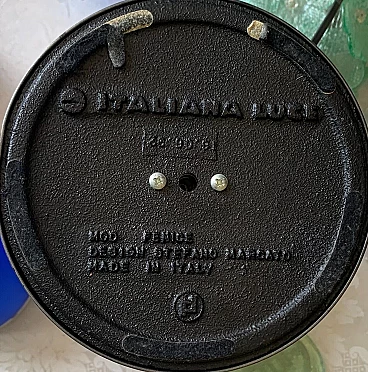 ITALIANA LUCE
MOD. FENICE
DESIGN STEFANO MARCATO
MADE IN ITALY